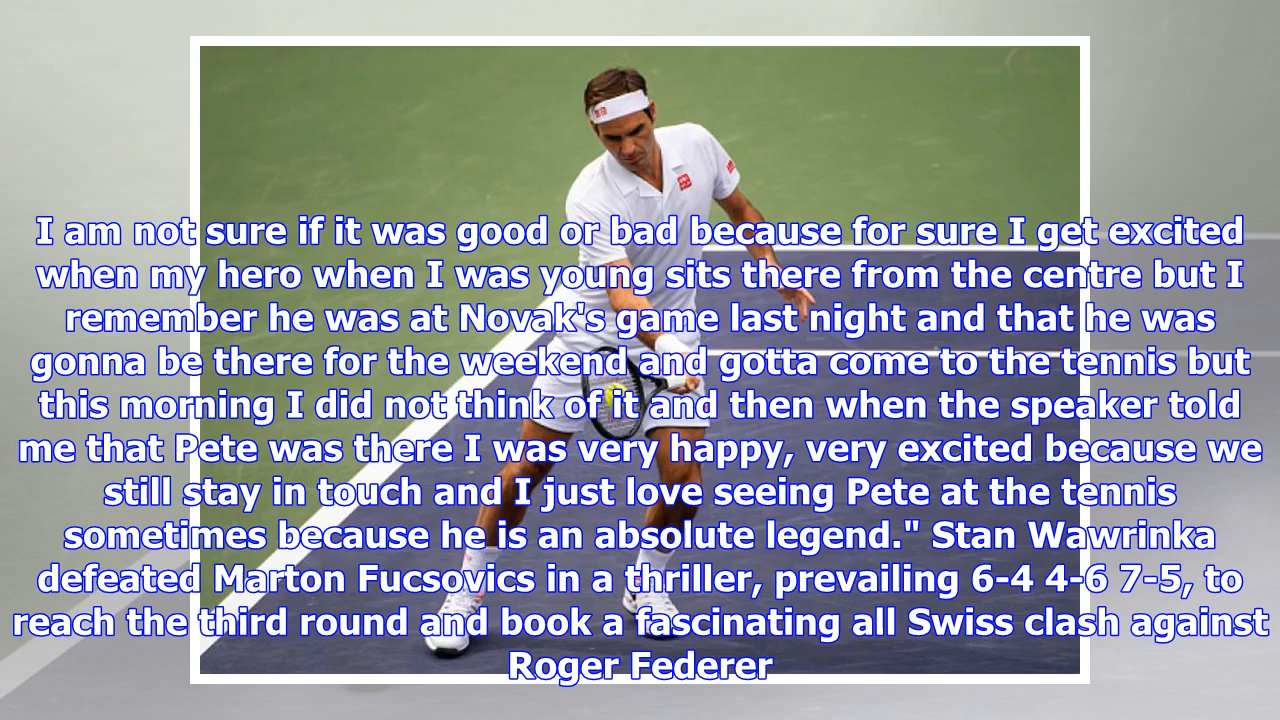 I am not sure if it was good or bad because for sure I get excited
when my hero when I was young sits there from the centre but I
remember he was at Novak's game last night and that he was
gonna be there for the weekend and gotta come to the tennis but
this morning I did not think of it and then when the speaker told
me that Pete was there I was very happy, very excited because we
still stay in touch and I just love seeing Pete at the tennis
sometimes because he is an absolute legend." Stan Wawrinka
defeated Marton Fucsovics in a thriller, prevailing 6-4 4-6 7-5, to
reach the third round and book a fascinating all Swiss clash against
Roger Federer